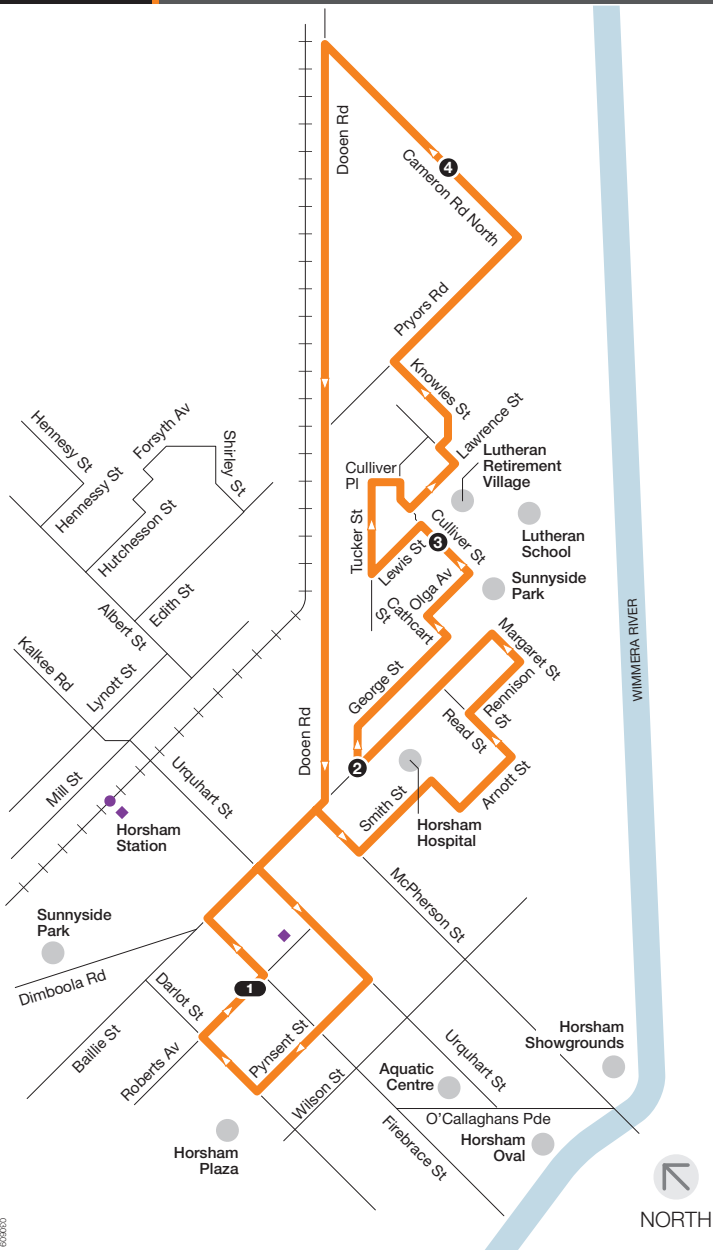 Dooen Rd
4
Cameron Rd North
Pryors Rd
Knowles St
Lawrence St
Hennesy St
Forsyth Av
Shirley St
Hennessy St
Hutchesson St
Culliver
Pl
Lutheran
Retirement
Village
Tucker St
Culliver St
3
Lewis St
Lutheran
School
Olga Av
Sunnyside
Park
Edith St
Albert St
Cathcart
St
Margaret St
WIMMERA RIVER
Kalkee Rd
Lynott St
George St
Rennison
St
Read St
Dooen Rd
2
Mill St
Urquhart St
Arnott St
Smith St
Horsham
Station
Horsham
Hospital
McPherson St
Sunnyside
Park
Dimboola Rd
1
Darlot St
Baillie St
Roberts Av
Pynsent St
Wilson St
Urquhart St
Horsham
Showgrounds
Aquatic
Centre
O'Callaghans Pde
Firebrace St
Horsham
Oval
Horsham
Plaza
NORTH